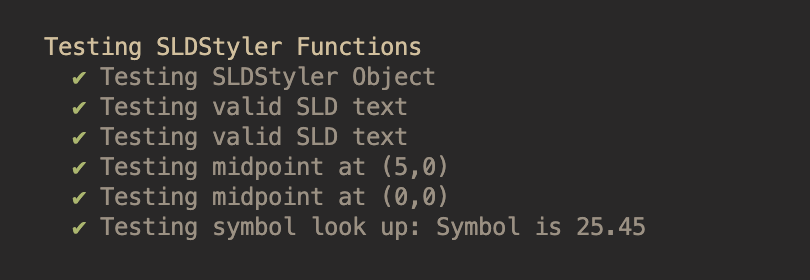 Testing SLDStyler Functions
✔ Testing SLDStyler Object
✔ Testing valid SLD text
✔ Testing valid SLD text
✔ Testing midpoint at (5,0)
✔ Testing midpoint at (0,0)
✔ Testing symbol look up: Symbol is 25.45